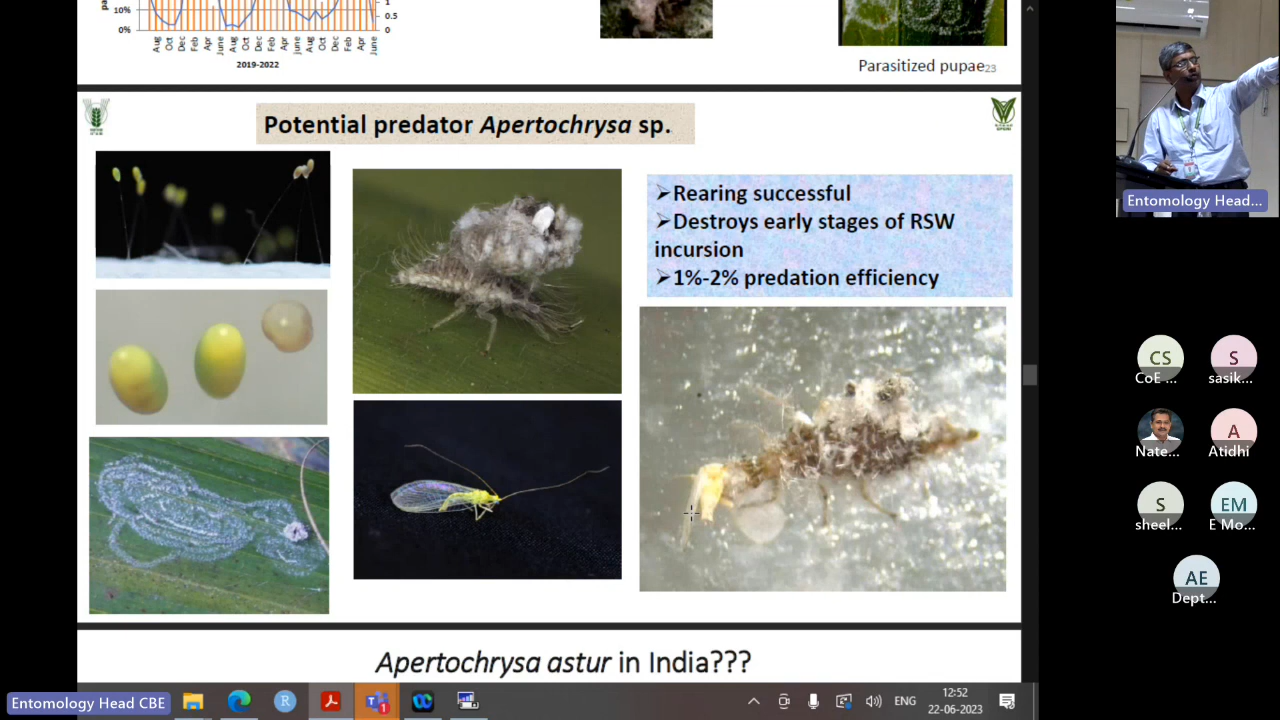 pa
10%
0%
1
0.5
0
Aug
Oct
Dec
Feb
Apr
June
Aug
Oct
Dec
Feb
Apr
june
Aug
Oct
Dec
Feb
Apr
June
2019-2022
Parasitized pupae23
Potential predator Apertochrysa sp.
➢Rearing successful
➢Destroys early stages of RSW
incursion
➢1%-2% predation efficiency
Apertochrysa astur in India???
Entomology Head...
CS
CoE ...
S
sasik...
Nate...
A
Atidhi
S
sheel...
EM
E Mo...
AE
Dept...
Entomology Head CBE
R
1
ENG
12:52
22-06-2023